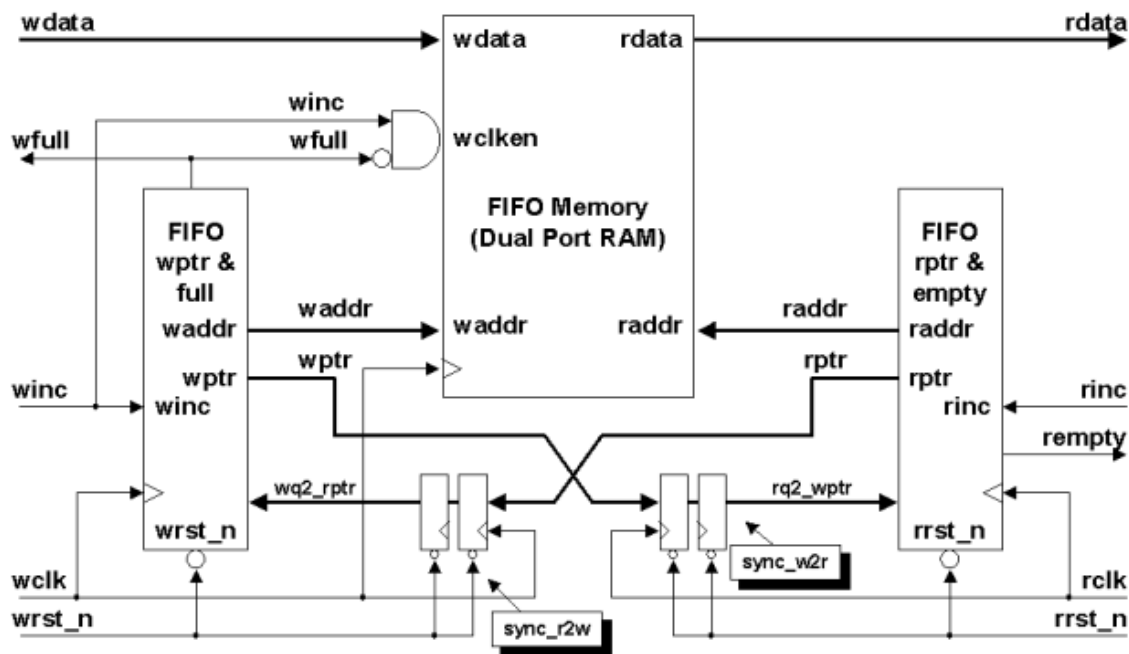 wdata
wdata
rdata
rdata
winc
wclken
wfull
wfull
FIFO Memory
(Dual Port RAM)
FIFO
wptr &
full
waddr
wptr
winc
wrst_n
FIFO
rptr &
empty
raddr
rptr
rinc
rrst_n
waddr
waddr
raddr
raddr
wptr
rptr
winc
rinc
rempty
wq2_rptr
rq2_wptr
sync_w2r
wclk
rclk
sync_r2w
wrst_n
rrst_n